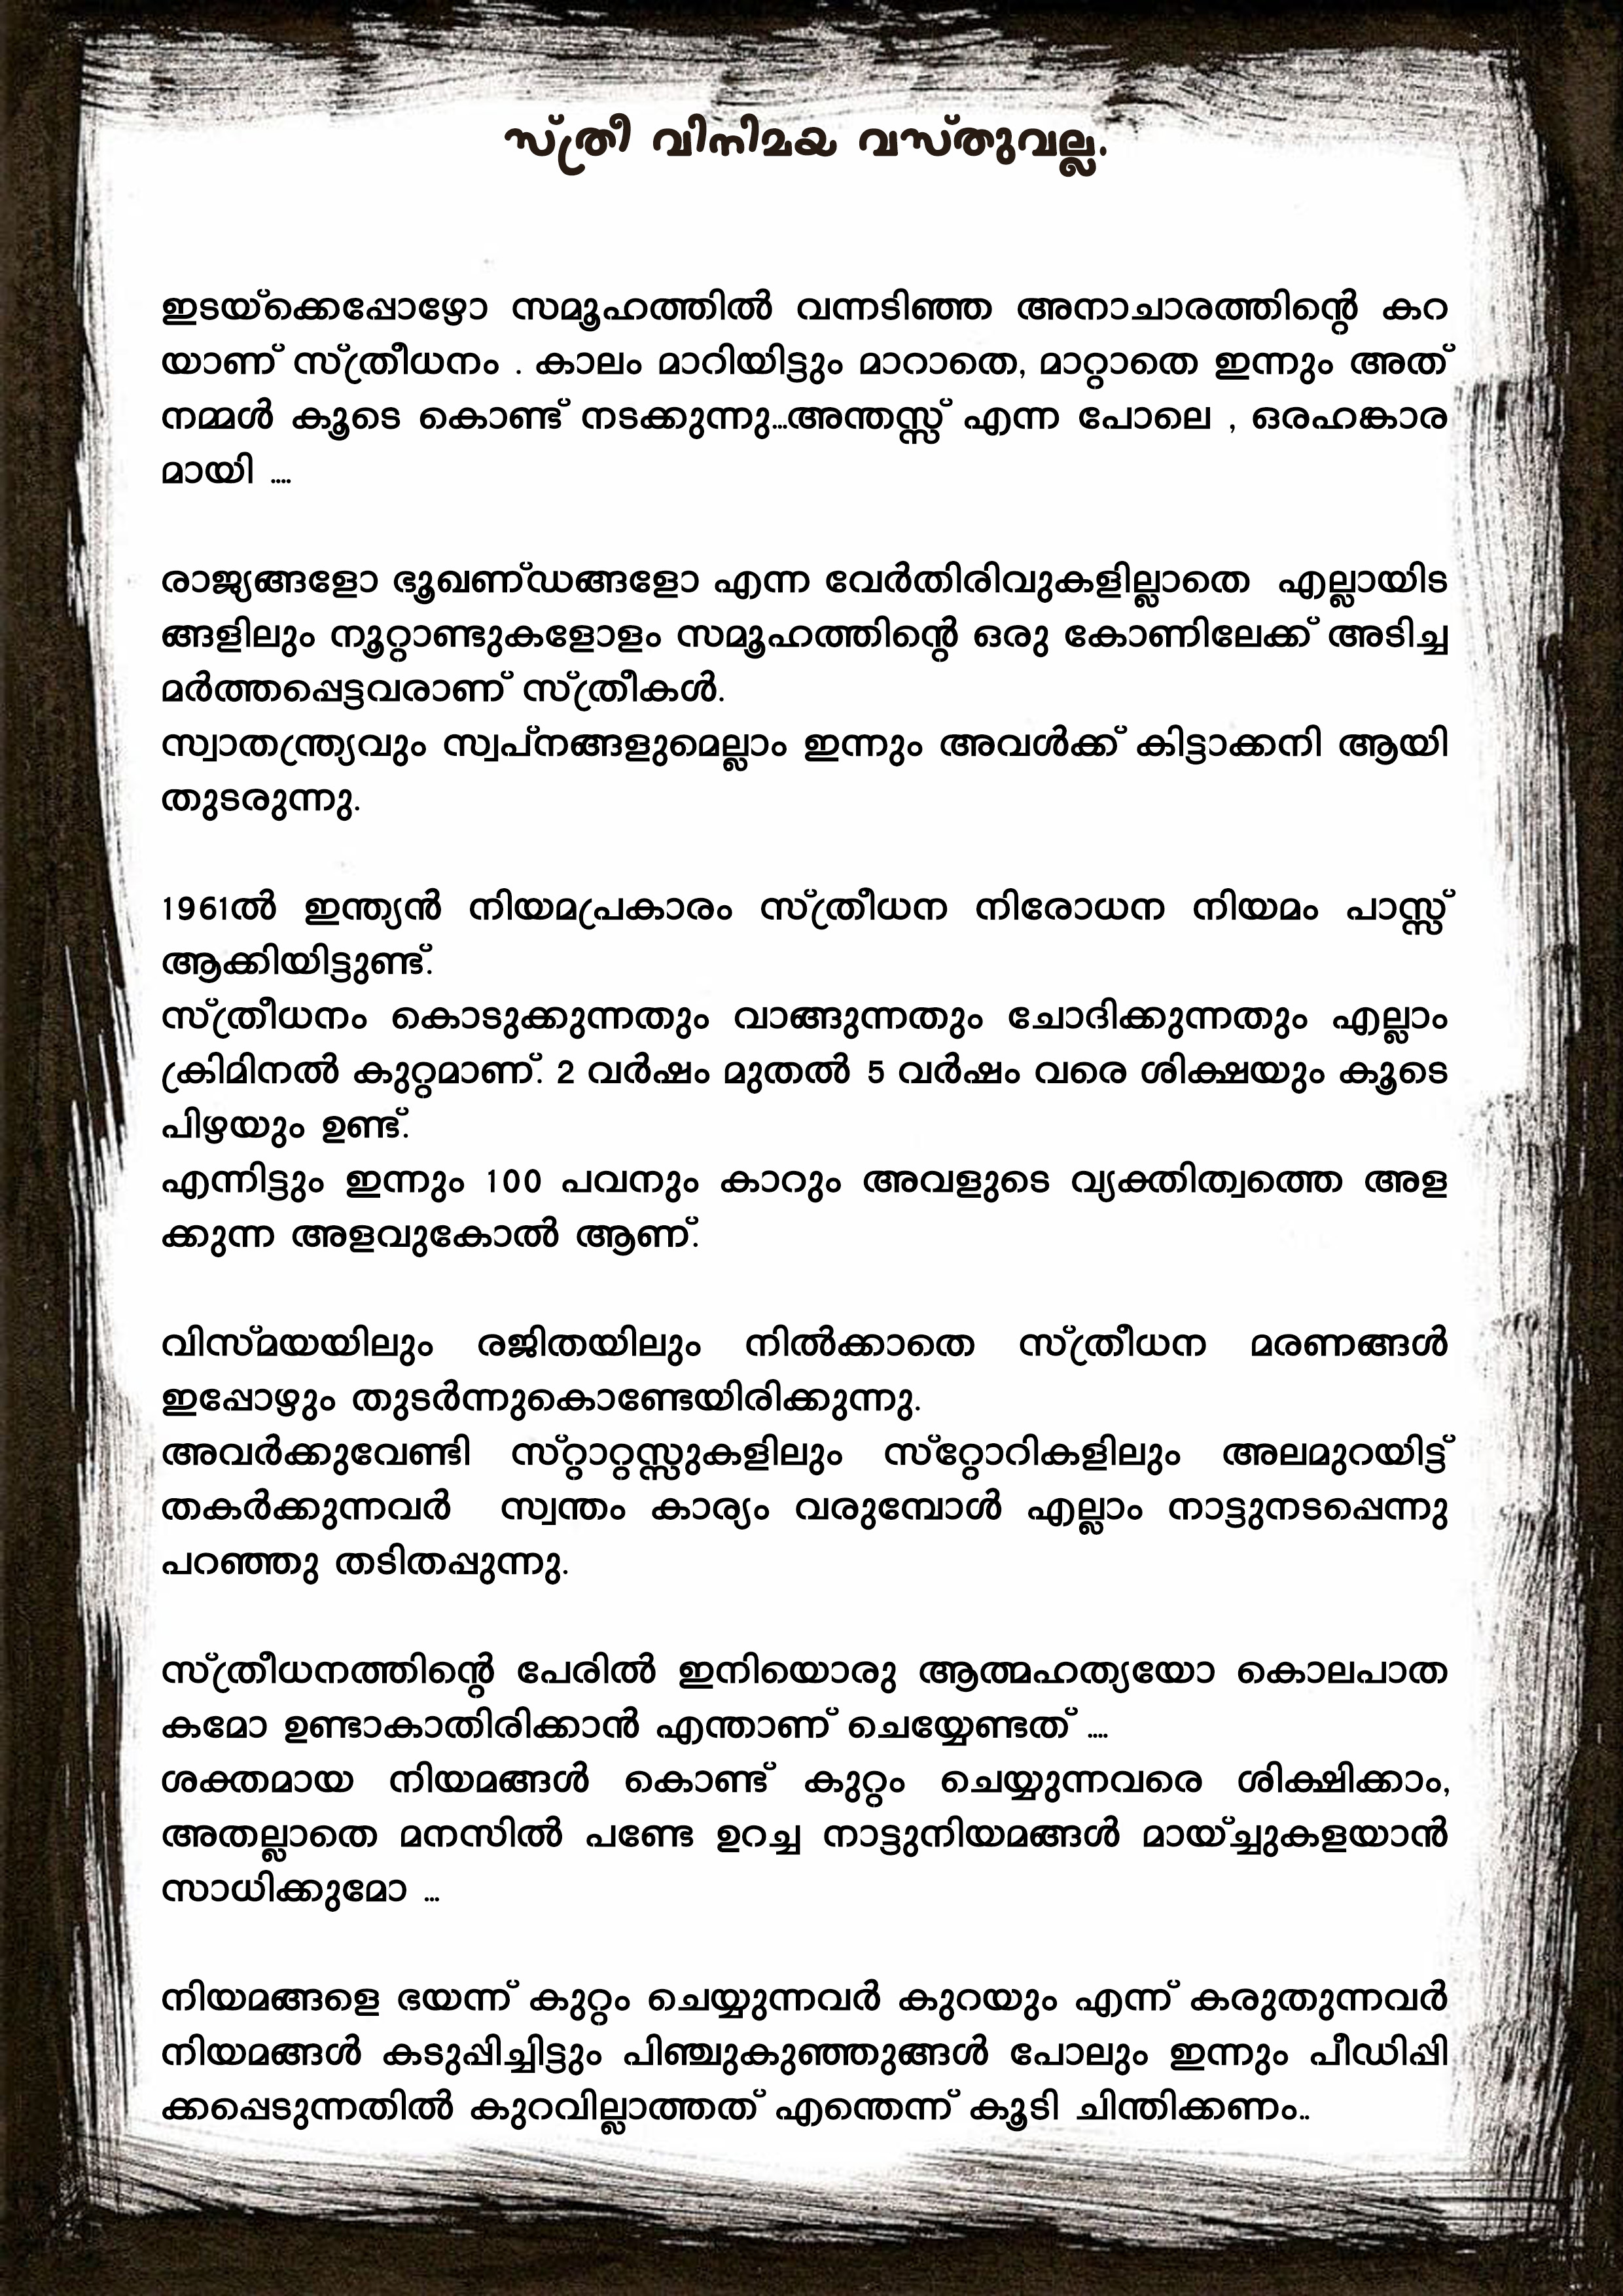 സ്ത്രീ വിനിമയ വസ്തുവല്ല.
ഇടയ്ക്കെപ്പോഴോ സമൂഹത്തിൽ വന്നടിഞ്ഞ അനാചാരത്തിന്റെ കറ
യാണ് സ്ത്രീധനം . കാലം മാറിയിട്ടും മാറാതെ, മാറ്റാതെ ഇന്നും അത്
നമ്മൾ കൂടെ കൊണ്ട് നടക്കുന്നു...അന്തസ്സ് എന്ന പോലെ , ഒരഹങ്കാര
മായി ....
രാജ്യങ്ങളോ ഭൂഖണ്ഡങ്ങളോ എന്ന വേർതിരിവുകളില്ലാതെ എല്ലായിട
ങ്ങളിലും നൂറ്റാണ്ടുകളോളം സമൂഹത്തിന്റെ ഒരു കോണിലേക്ക് അടിച്ച
മർത്തപ്പെട്ടവരാണ് സ്ത്രീകൾ.
സ്വാതന്ത്ര്യവും സ്വപ്നങ്ങളുമെല്ലാം ഇന്നും അവൾക്ക് കിട്ടാക്കനി ആയി
തുടരുന്നു.
1961ൽ ഇന്ത്യൻ നിയമപ്രകാരം സ്ത്രീധന നിരോധന നിയമം പാസ്സ്
ആക്കിയിട്ടുണ്ട്.
സ്ത്രീധനം കൊടുക്കുന്നതും വാങ്ങുന്നതും ചോദിക്കുന്നതും എല്ലാം
ക്രിമിനൽ കുറ്റമാണ്. 2 വർഷം മുതൽ 5 വർഷം വരെ ശിക്ഷയും കൂടെ
പിഴയും ഉണ്ട്.
എന്നിട്ടും ഇന്നും 100 പവനും കാറും അവളുടെ വ്യക്തിത്വത്തെ അള
ക്കുന്ന അളവുകോൽ ആണ്.
വിസ്മയയിലും രജിതയിലും നിൽക്കാതെ സ്ത്രീധന മരണങ്ങൾ
ഇപ്പോഴും തുടർന്നുകൊണ്ടേയിരിക്കുന്നു.
അവർക്കുവേണ്ടി സ്റ്റാറ്റസ്സുകളിലും സ്റ്റോറികളിലും അലമുറയിട്ട്
തകർക്കുന്നവർ സ്വന്തം കാര്യം വരുമ്പോൾ എല്ലാം നാട്ടുനടപ്പെന്നു
പറഞ്ഞു തടിതപ്പുന്നു.
സ്ത്രീധനത്തിന്റെ പേരിൽ ഇനിയൊരു ആത്മഹത്യയോ കൊലപാത
കമോ ഉണ്ടാകാതിരിക്കാൻ എന്താണ് ചെയ്യേണ്ടത് ....
ശക്തമായ നിയമങ്ങൾ കൊണ്ട് കുറ്റം ചെയ്യുന്നവരെ ശിക്ഷിക്കാം,
അതല്ലാതെ മനസിൽ പണ്ടേ ഉറച്ച നാട്ടുനിയമങ്ങൾ മായ്ച്ചുകളയാൻ
സാധിക്കുമോ ...
നിയമങ്ങളെ ഭയന്ന് കുറ്റം ചെയ്യുന്നവർ കുറയും എന്ന് കരുതുന്നവർ
നിയമങ്ങൾ കടുപ്പിച്ചിട്ടും പിഞ്ചുകുഞ്ഞുങ്ങൾ പോലും ഇന്നും പീഡിപ്പി
ക്കപ്പെടുന്നതിൽ കുറവില്ലാത്തത് എന്തെന്ന് കൂടി ചിന്തിക്കണം..